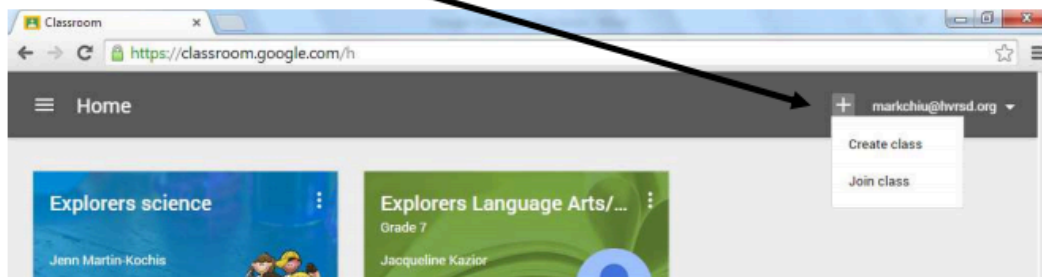 Classroom
https://classroom.google.com/h
Home
markchiu@hvrsd.org
Create class
Join class
Explorers science
Jenn Martin-Kochis
Explorers Language Arts/...
Grade 7
Jacqueline Kazior